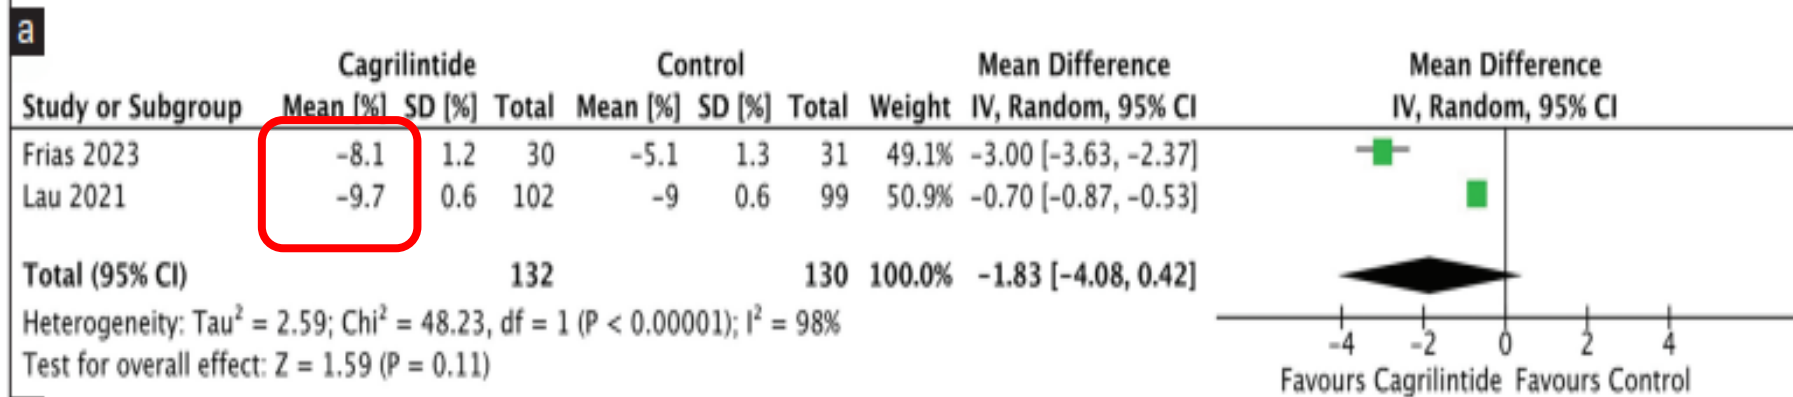 a
Cagrilintide Control Mean Difference Mean Difference
Study or Subgroup Mean [%] SD [%] Total Mean [%] SD [%] Total Weight IV, Random, 95% CI IV, Random, 95% CI
Frias 2023 −8.1 1.2 30 −5.1 1.3 31 49.1% −3.00 [−3.63, −2.37]
Lau 2021 −9.7 0.6 102 −9 0.6 99 50.9% −0.70 [−0.87, −0.53]
Total (95% CI) 132 130 100.0% −1.83 [−4.08, 0.42]
Heterogeneity: Tau² = 2.59; Chi² = 48.23, df = 1 (P < 0.00001); I² = 98%
Test for overall effect: Z = 1.59 (P = 0.11)
−4 −2 0 2 4
Favours Cagrilintide Favours Control